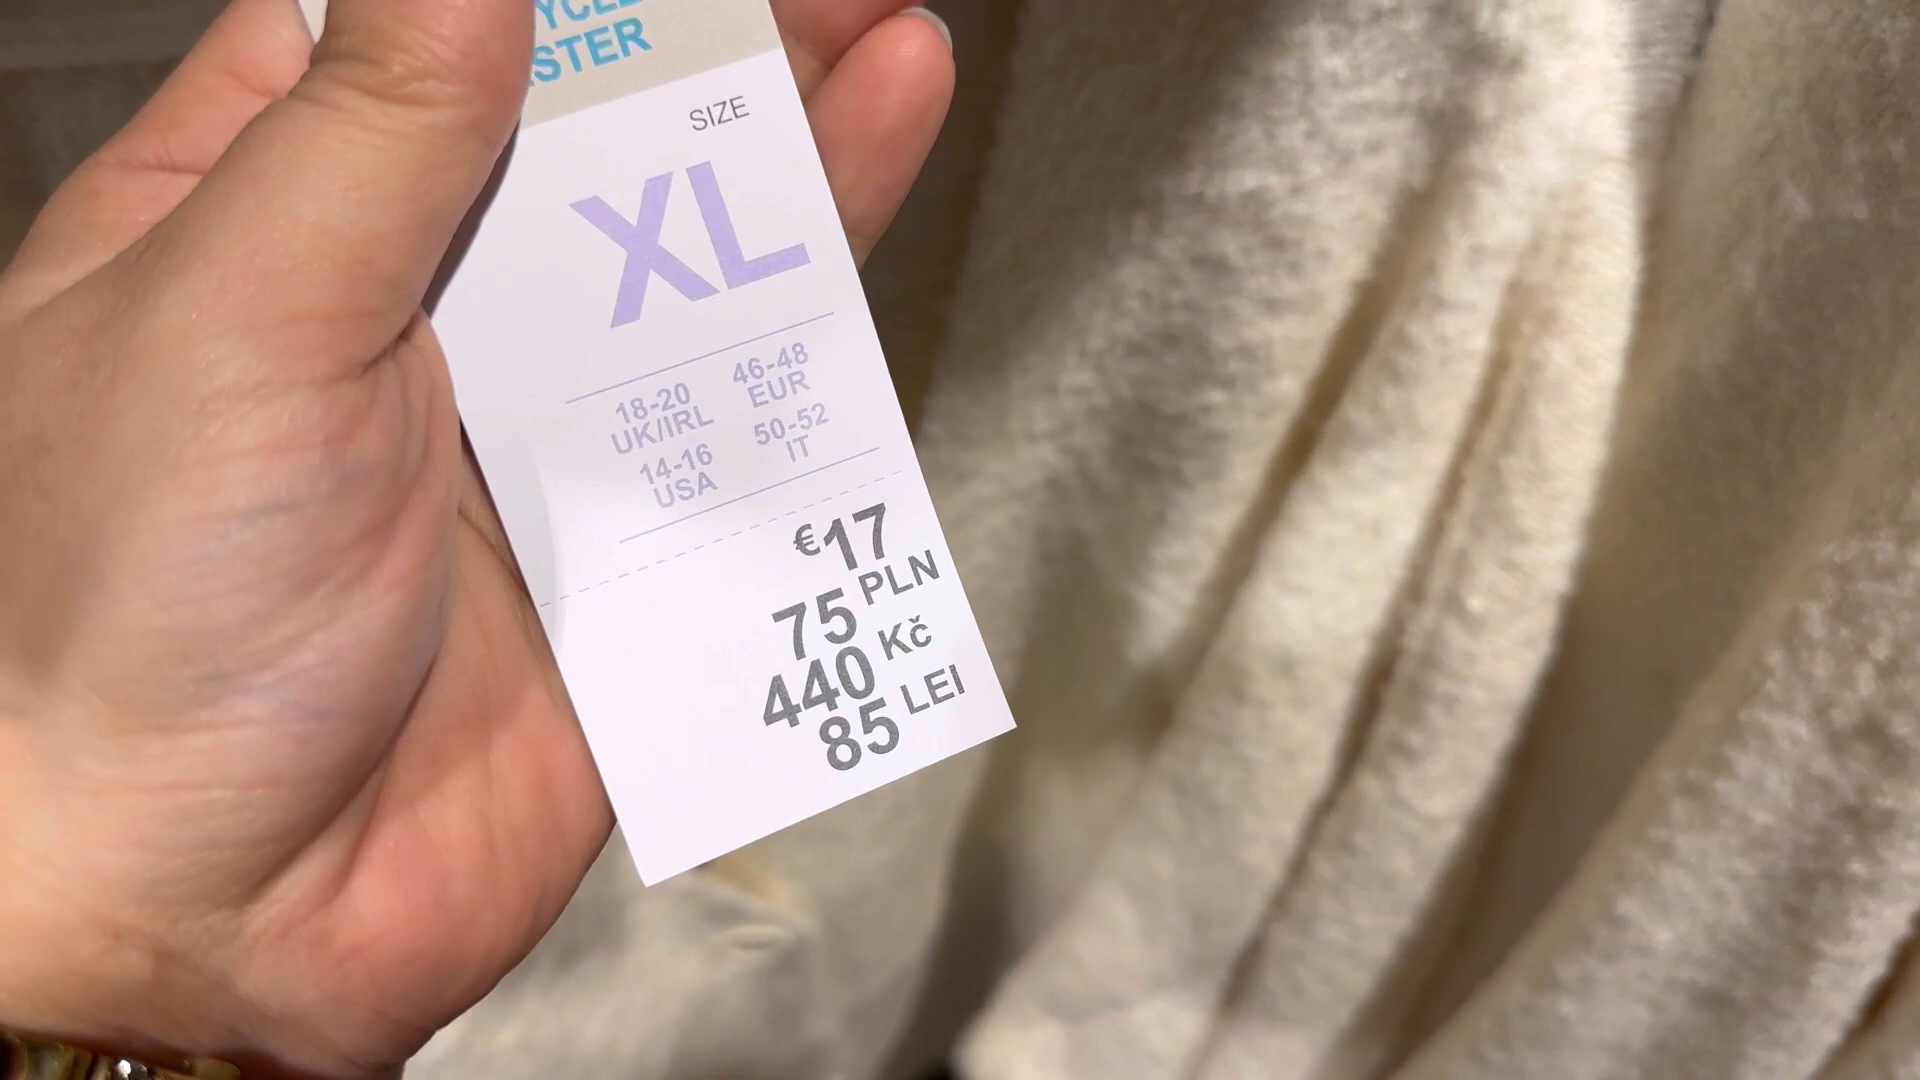 SIZE
XL
18-20
UK/IRL
46-48
EUR
14-16
USA
50-52
IT
€17
75 PLN
440 Kč
85 LEI